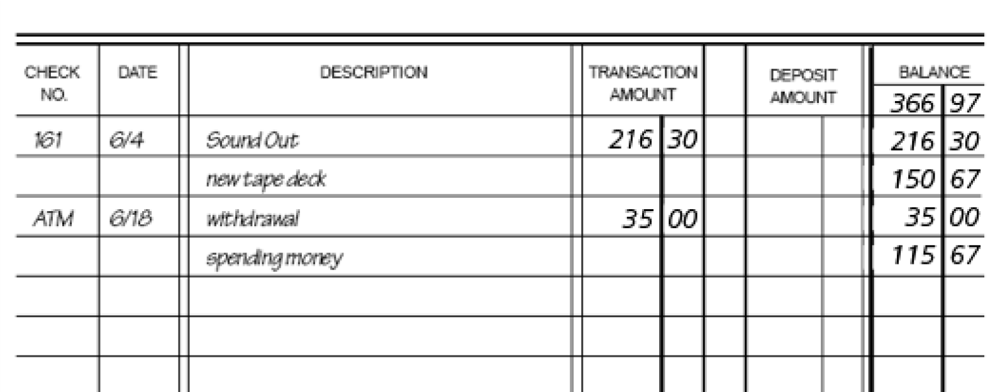 CHECK NO. DATE DESCRIPTION TRANSACTION AMOUNT DEPOSIT AMOUNT BALANCE
366 97
161 6/4 Sound Out 216 30 216 30
new tape deck 150 67
ATM 6/18 withdrawal 35 00 35 00
spending money 115 67